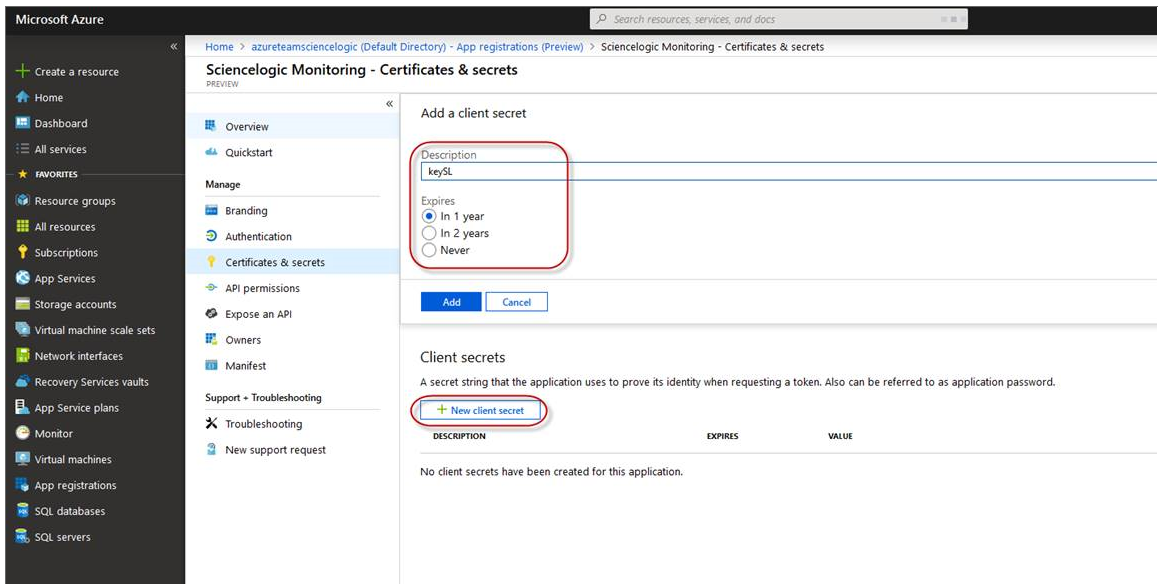 Microsoft Azure
Search resources, services, and docs
Home > azureteamsciencelogic (Default Directory) - App registrations (Preview) > Sciencelogic Monitoring - Certificates & secrets
Sciencelogic Monitoring - Certificates & secrets
PREVIEW
Create a resource
Home
Dashboard
All services
FAVORITES
Resource groups
All resources
Subscriptions
App Services
Storage accounts
Virtual machine scale sets
Network interfaces
Recovery Services vaults
App Service plans
Monitor
Virtual machines
App registrations
SQL databases
SQL servers
Overview
Quickstart
Manage
Branding
Authentication
Certificates & secrets
API permissions
Expose an API
Owners
Manifest
Support + Troubleshooting
Troubleshooting
New support request
Add a client secret
Description
keySL
Expires
In 1 year
In 2 years
Never
Add Cancel
Client secrets
A secret string that the application uses to prove its identity when requesting a token. Also can be referred to as application password.
+ New client secret
DESCRIPTION EXPIRES VALUE
No client secrets have been created for this application.